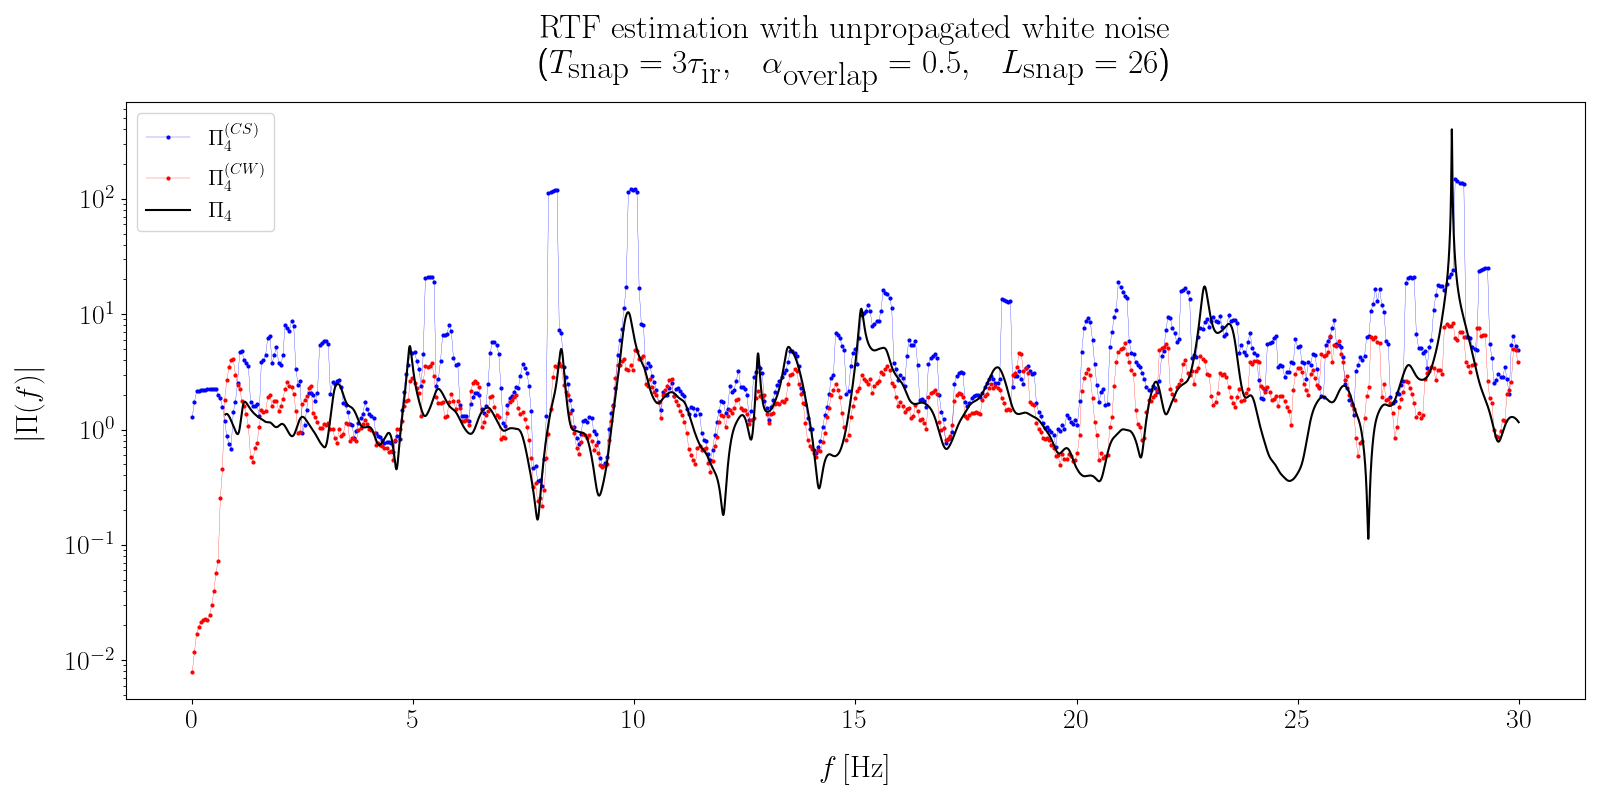 RTF estimation with unpropagated white noise
(T_snap = 3τ_ir, α_overlap = 0.5, L_snap = 26)
Π_4^(CS)
Π_4^(CW)
Π_4
|Π(f)|
10^2
10^1
10^0
10^−1
10^−2
0 5 10 15 20 25 30
f [Hz]